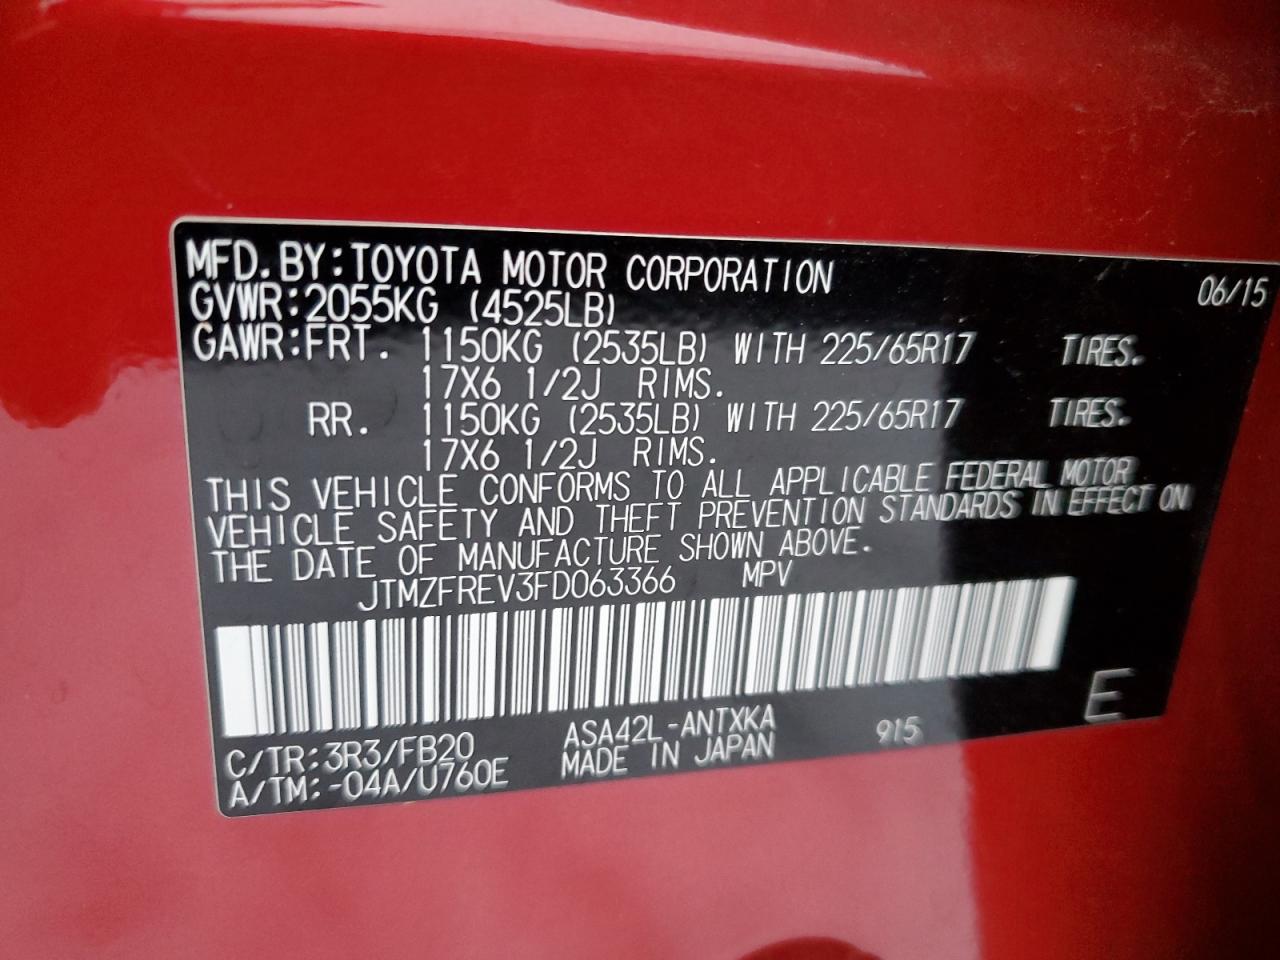 MFD.BY:TOYOTA MOTOR CORPORATION 06/15
GVWR:2055KG (4525LB)
GAWR:FRT. 1150KG (2535LB) WITH 225/65R17 TIRES.
17X6 1/2J RIMS.
RR. 1150KG (2535LB) WITH 225/65R17 TIRES.
17X6 1/2J RIMS.
THIS VEHICLE CONFORMS TO ALL APPLICABLE FEDERAL MOTOR
VEHICLE SAFETY AND THEFT PREVENTION STANDARDS IN EFFECT ON
THE DATE OF MANUFACTURE SHOWN ABOVE.
JTMZFREV3FD063366 MPV
E
C/TR:3R3/FB20 ASA42L-ANTXKA 915
A/TM:-04A/U760E MADE IN JAPAN